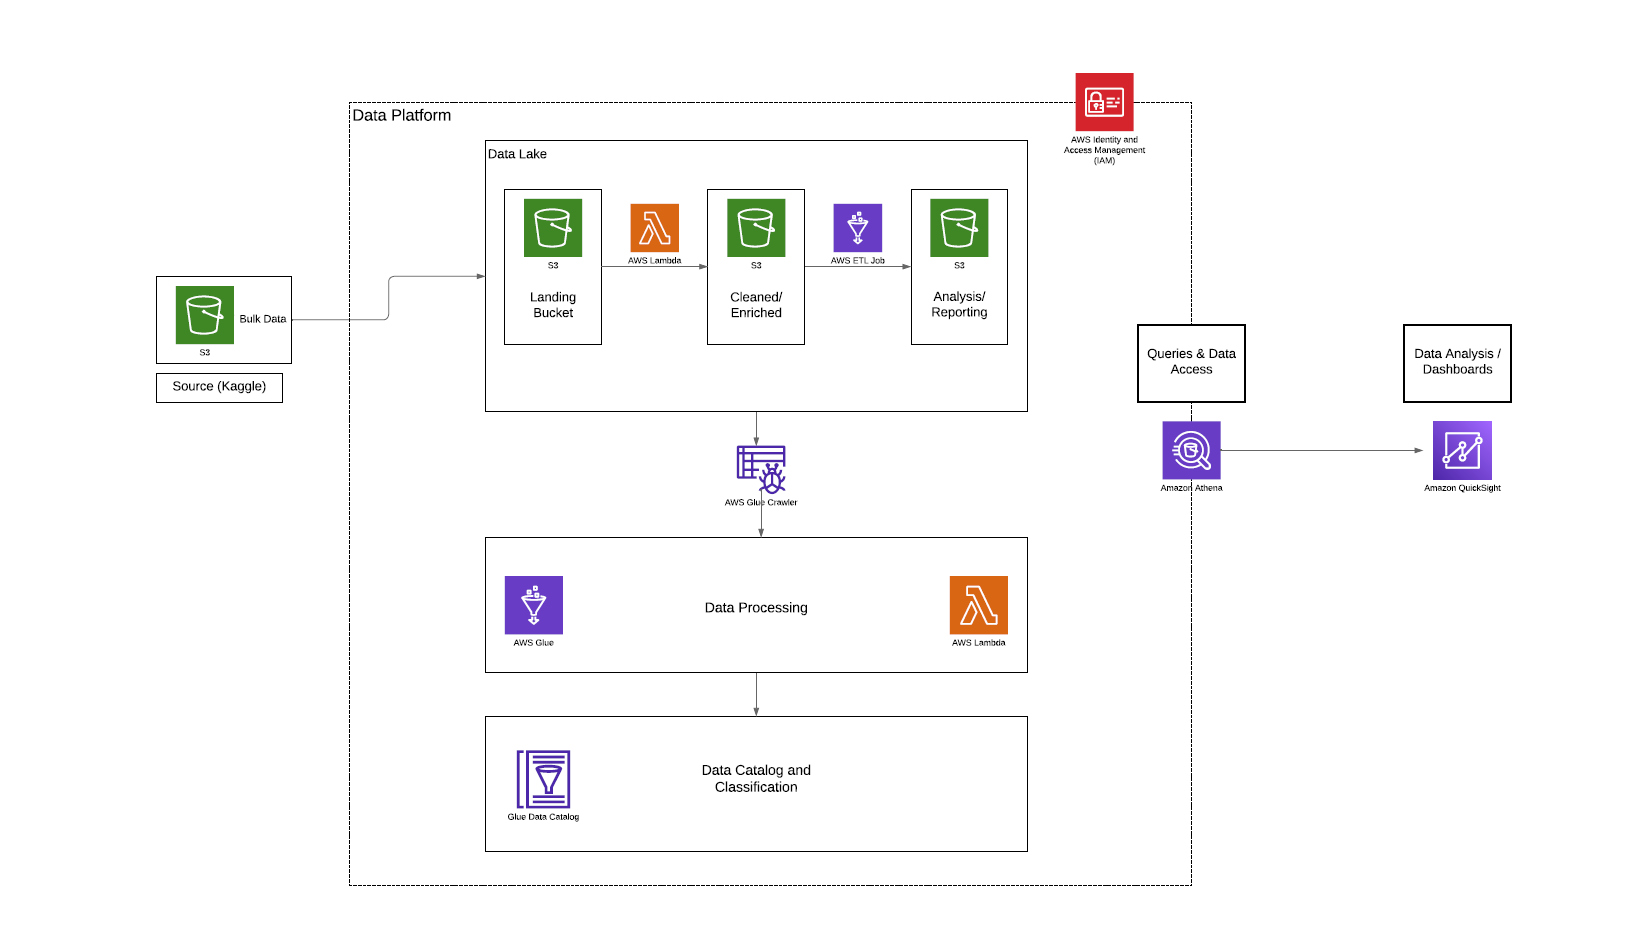 Data Platform
AWS Identity and
Access Management
(IAM)
Data Lake
S3
Landing
Bucket
AWS Lambda
S3
Cleaned/
Enriched
AWS ETL Job
S3
Analysis/
Reporting
Bulk Data
S3
Source (Kaggle)
Queries & Data
Access
Data Analysis /
Dashboards
Amazon Athena
Amazon QuickSight
AWS Glue Crawler
Data Processing
AWS Glue
AWS Lambda
Data Catalog and
Classification
Glue Data Catalog